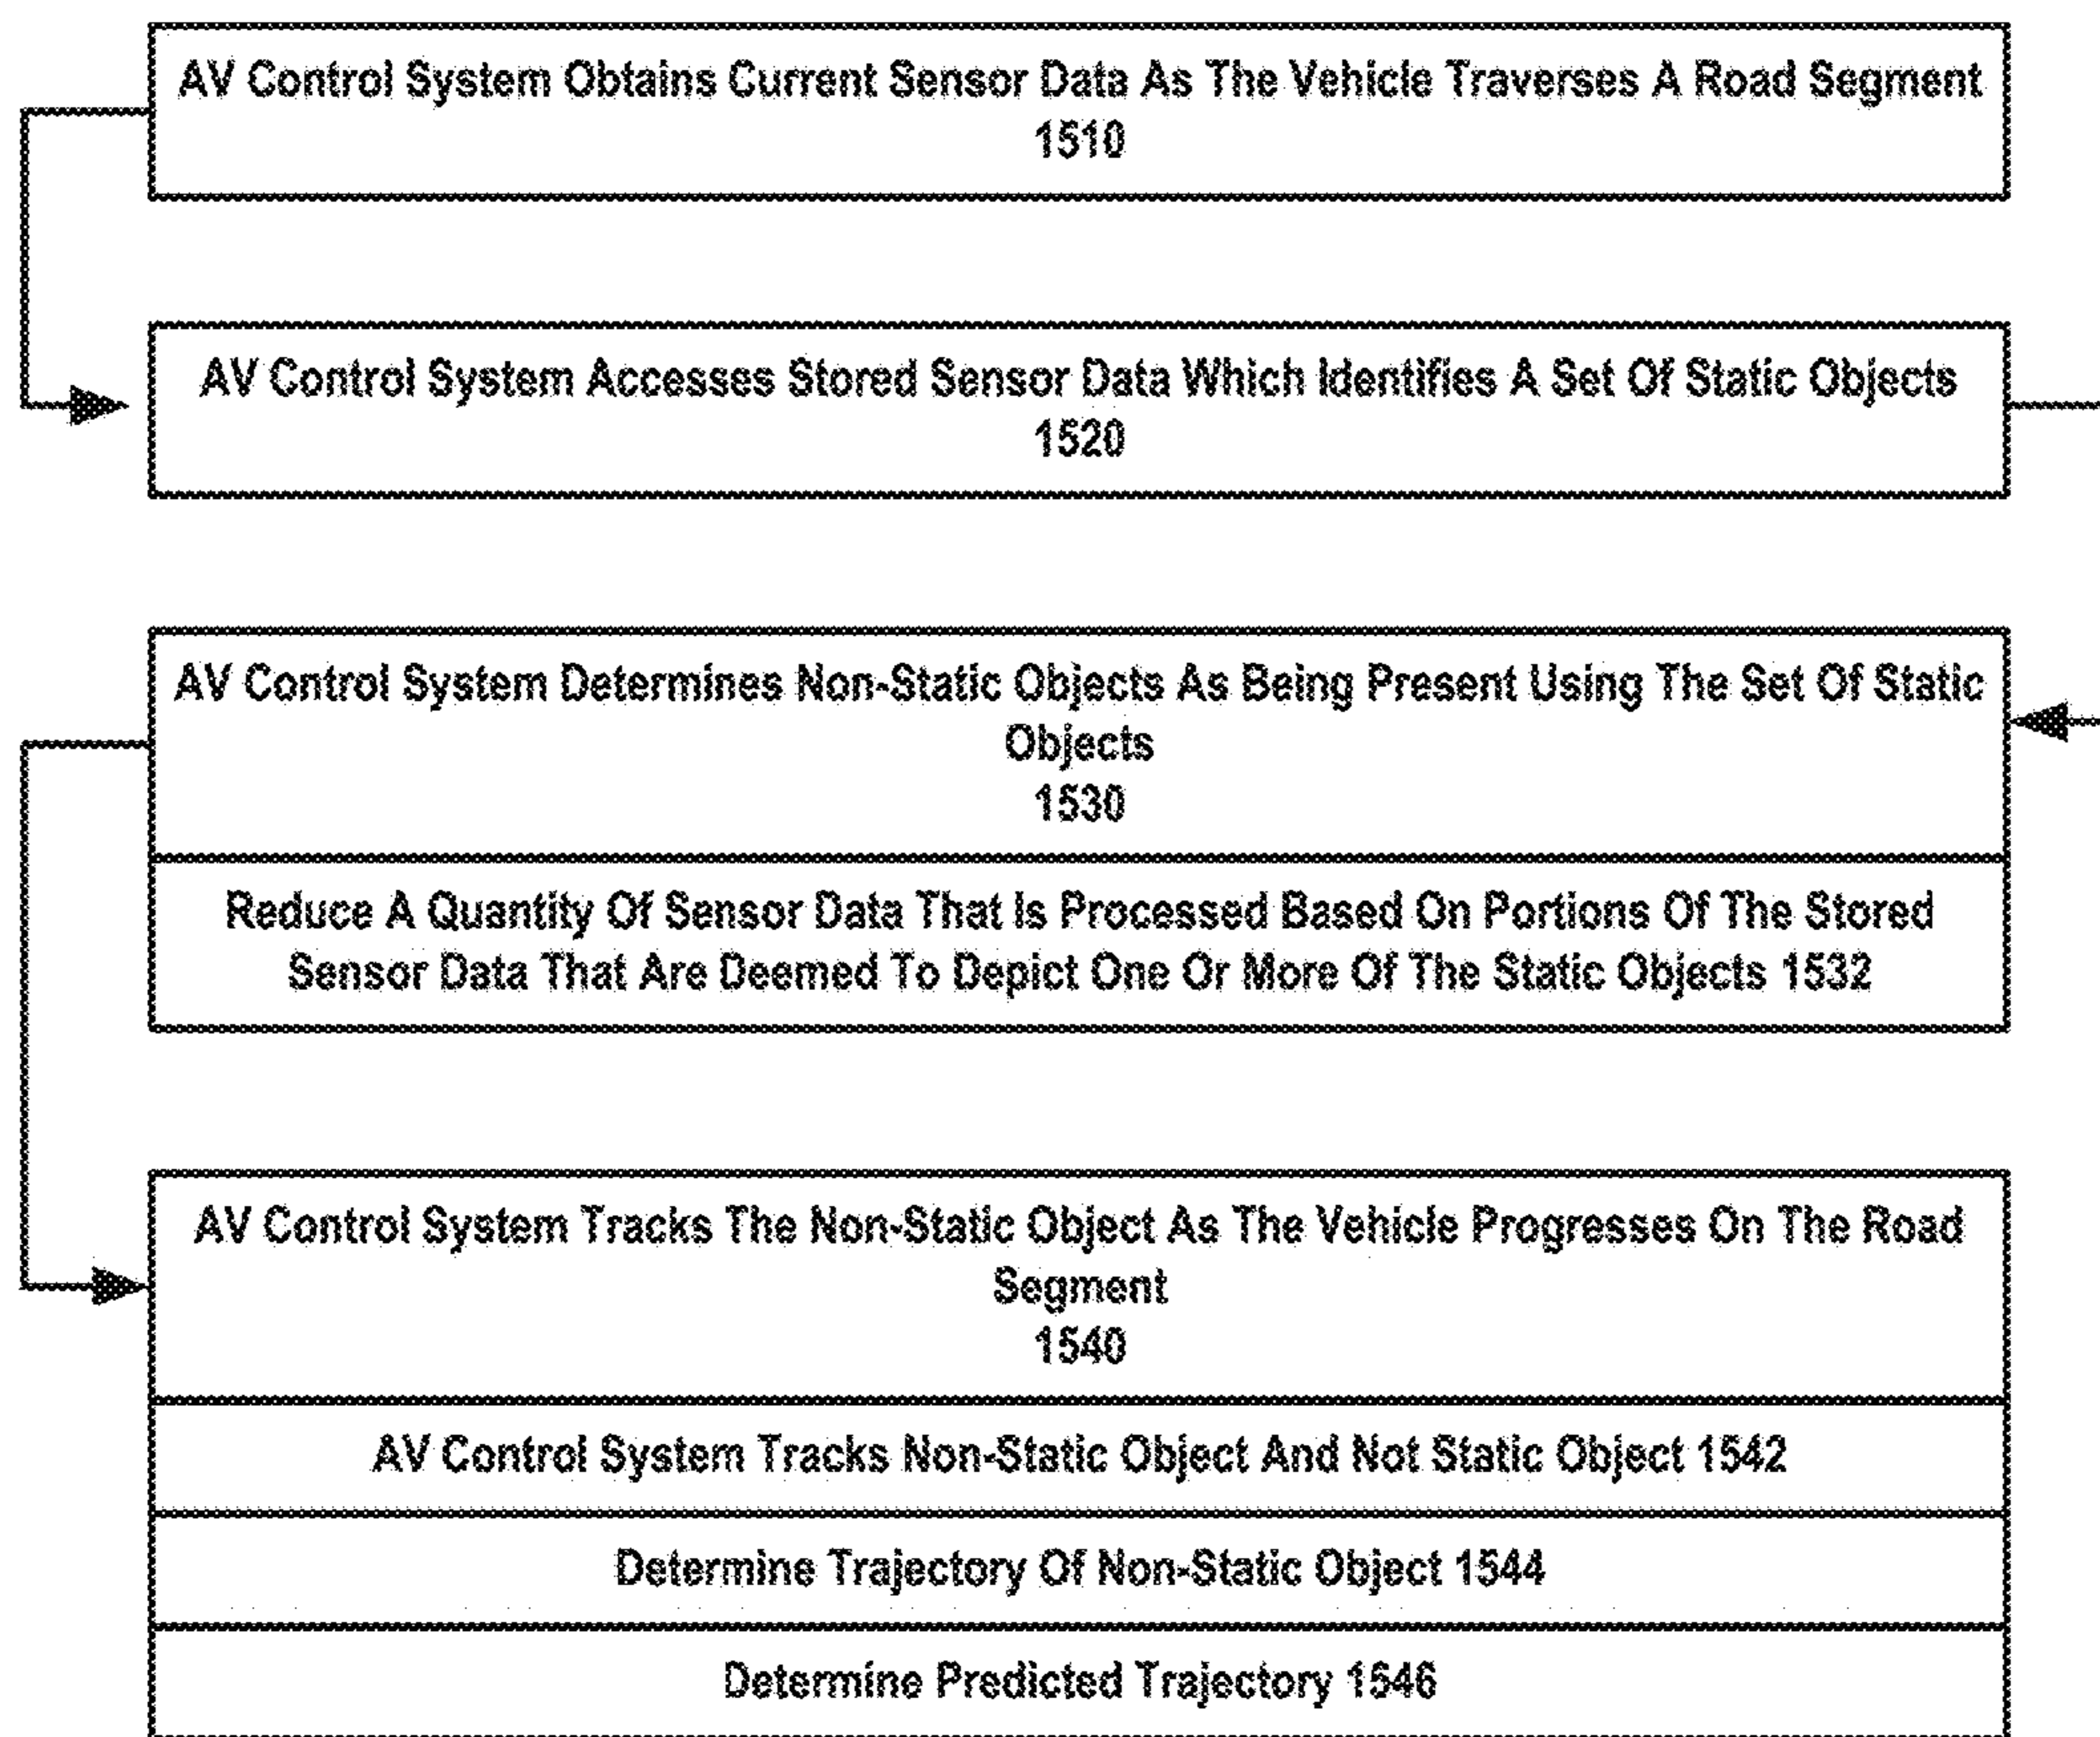 AV Control System Obtains Current Sensor Data As The Vehicle Traverses A Road Segment
1510
AV Control System Accesses Stored Sensor Data Which Identifies A Set Of Static Objects
1520
AV Control System Determines Non-Static Objects As Being Present Using The Set Of Static
Objects
1530
Reduce A Quantity Of Sensor Data That Is Processed Based On Portions Of The Stored
Sensor Data That Are Deemed To Depict One Or More Of The Static Objects 1532
AV Control System Tracks The Non-Static Object As The Vehicle Progresses On The Road
Segment
1540
AV Control System Tracks Non-Static Object And Not Static Object 1542
Determine Trajectory Of Non-Static Object 1544
Determine Predicted Trajectory 1546